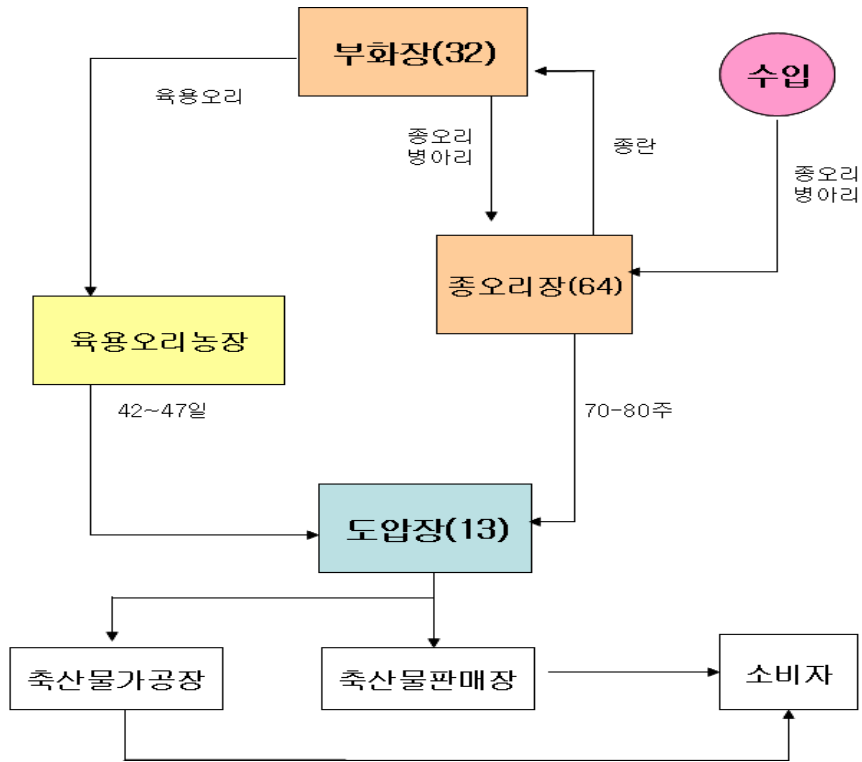 부화장(32)
수입
육용오리
종오리
병아리
종란
종오리
병아리
종오리장(64)
육용오리농장
42~47일
70-80주
도압장(13)
축산물가공장
축산물판매장
소비자